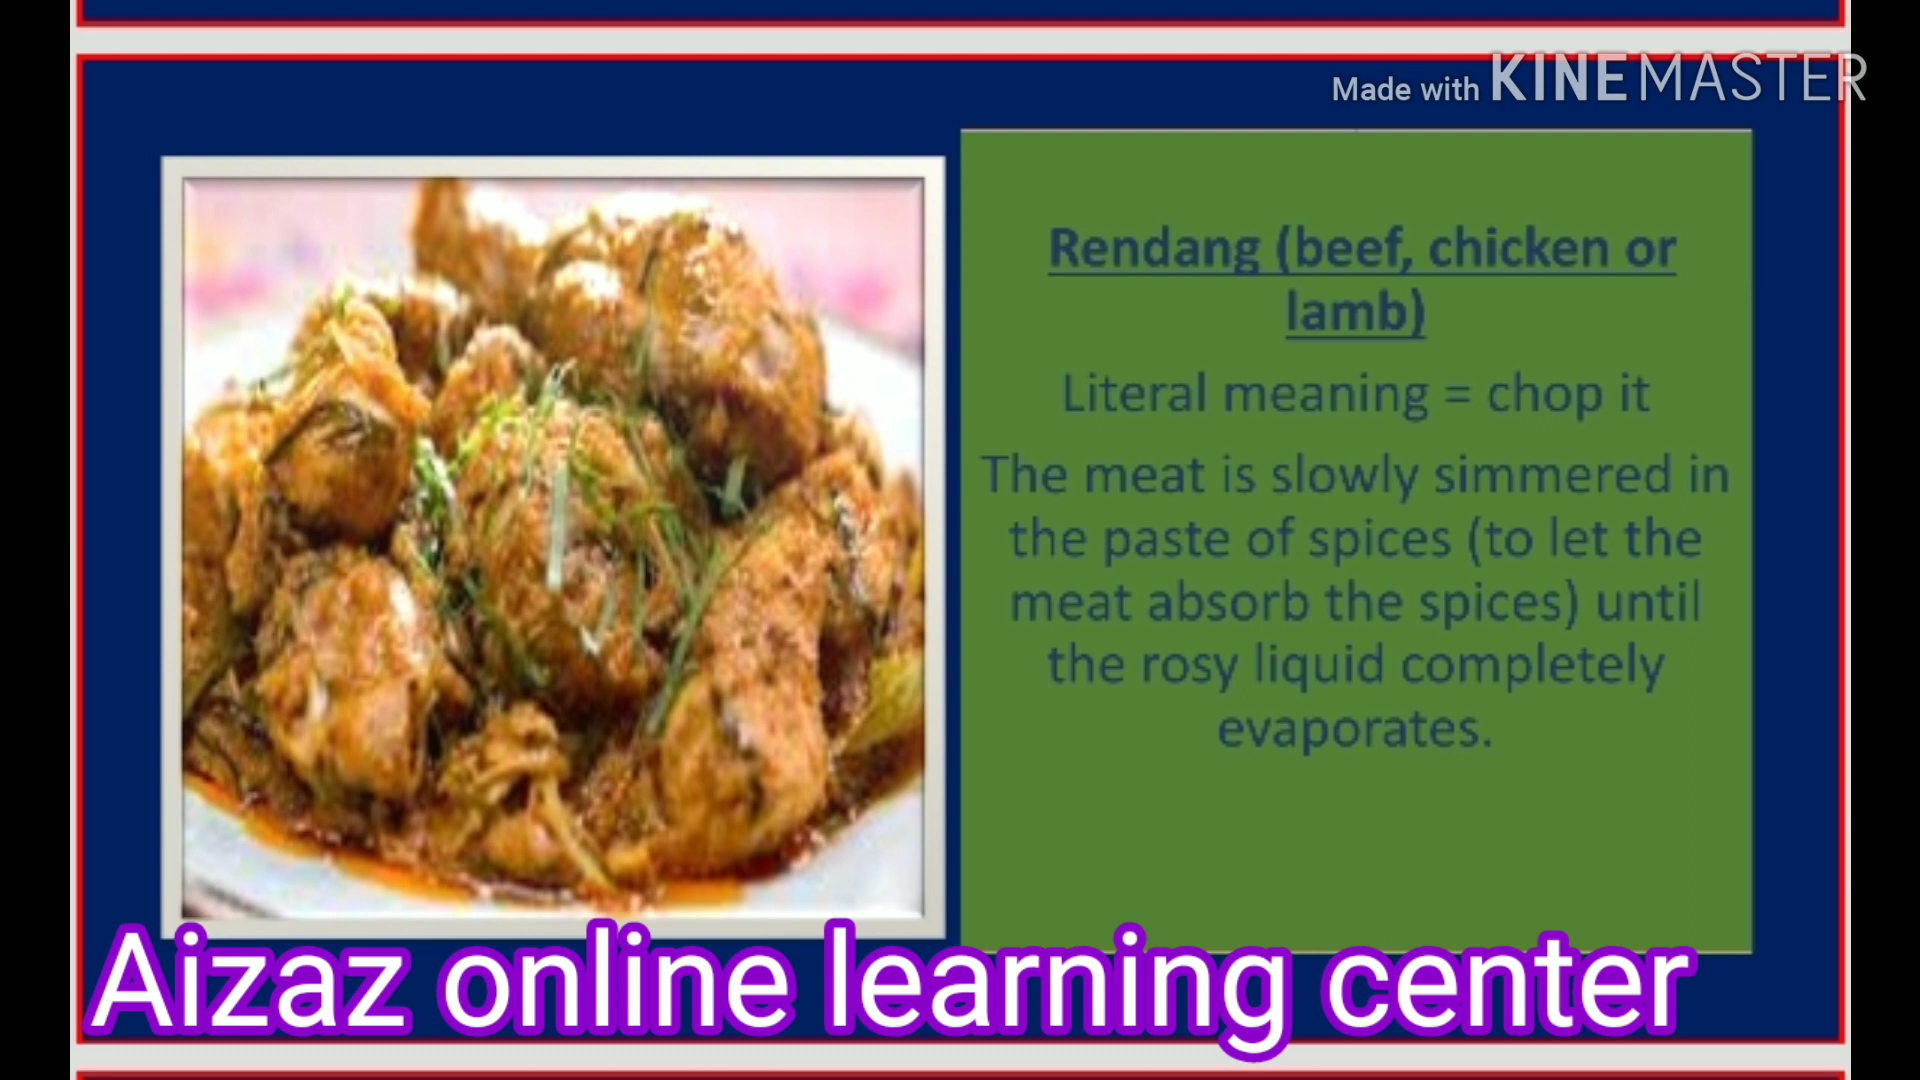 Made with KINEMASTER
Rendang (beef, chicken or
lamb)
Literal meaning = chop it
The meat is slowly simmered in
the paste of spices (to let the
meat absorb the spices) until
the rosy liquid completely
evaporates.
Aizaz online learning center